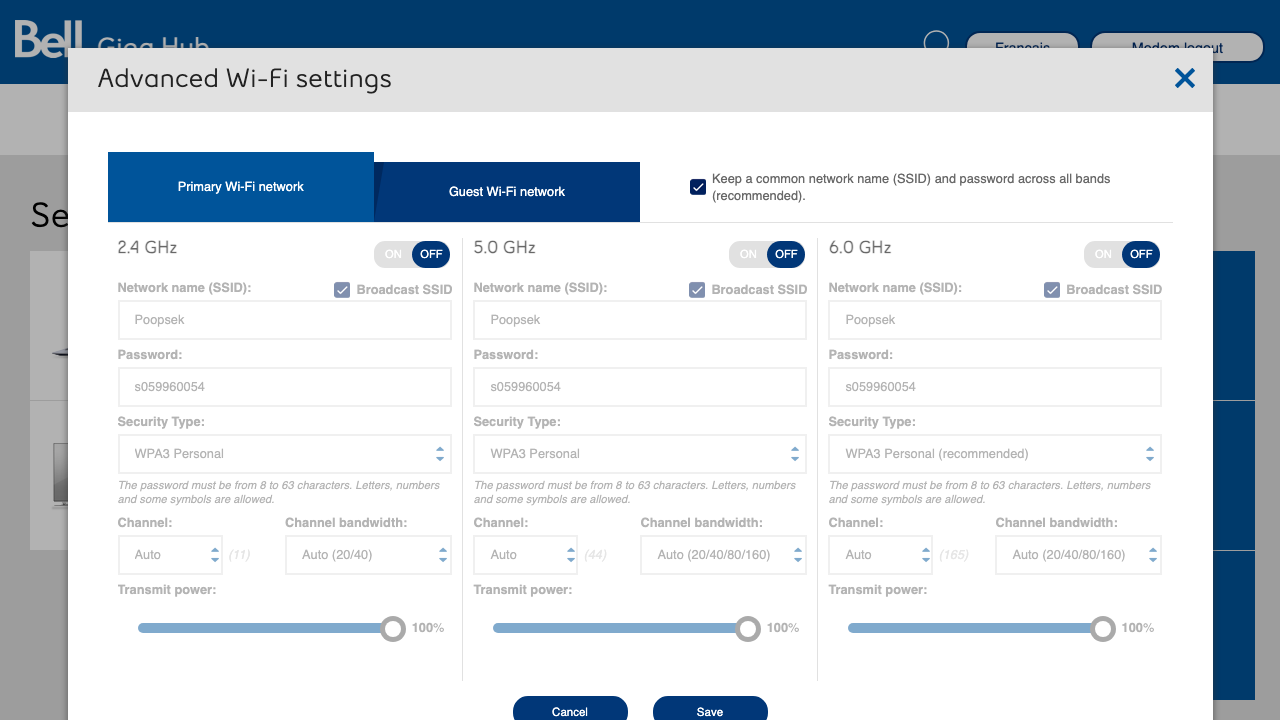 Bell
Giga Hub
Français
Modem logout
Advanced Wi-Fi settings
Primary Wi-Fi network
Guest Wi-Fi network
Keep a common network name (SSID) and password across all bands
(recommended).
Se
2.4 GHz
ON OFF
Network name (SSID):
Broadcast SSID
Poopsek
Password:
s059960054
Security Type:
WPA3 Personal
The password must be from 8 to 63 characters. Letters, numbers
and some symbols are allowed.
Channel:
Channel bandwidth:
Auto
(11)
Auto (20/40)
Transmit power:
100%
5.0 GHz
ON OFF
Network name (SSID):
Broadcast SSID
Poopsek
Password:
s059960054
Security Type:
WPA3 Personal
The password must be from 8 to 63 characters. Letters, numbers
and some symbols are allowed.
Channel:
Channel bandwidth:
Auto
(44)
Auto (20/40/80/160)
Transmit power:
100%
6.0 GHz
ON OFF
Network name (SSID):
Broadcast SSID
Poopsek
Password:
s059960054
Security Type:
WPA3 Personal (recommended)
The password must be from 8 to 63 characters. Letters, numbers
and some symbols are allowed.
Channel:
Channel bandwidth:
Auto
(165)
Auto (20/40/80/160)
Transmit power:
100%
Cancel
Save